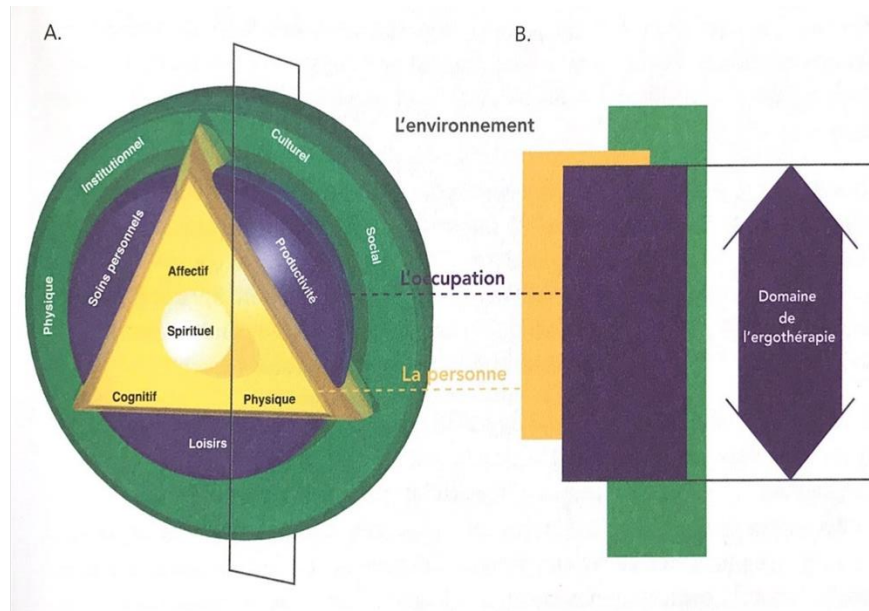 A.
B.
L'environnement
Culturel
Institutionnel
Social
Physique
Soins personnels
Productivité
Affectif
L'occupation
Spirituel
Domaine
de
l'ergothérapie
La personne
Cognitif
Physique
Loisirs